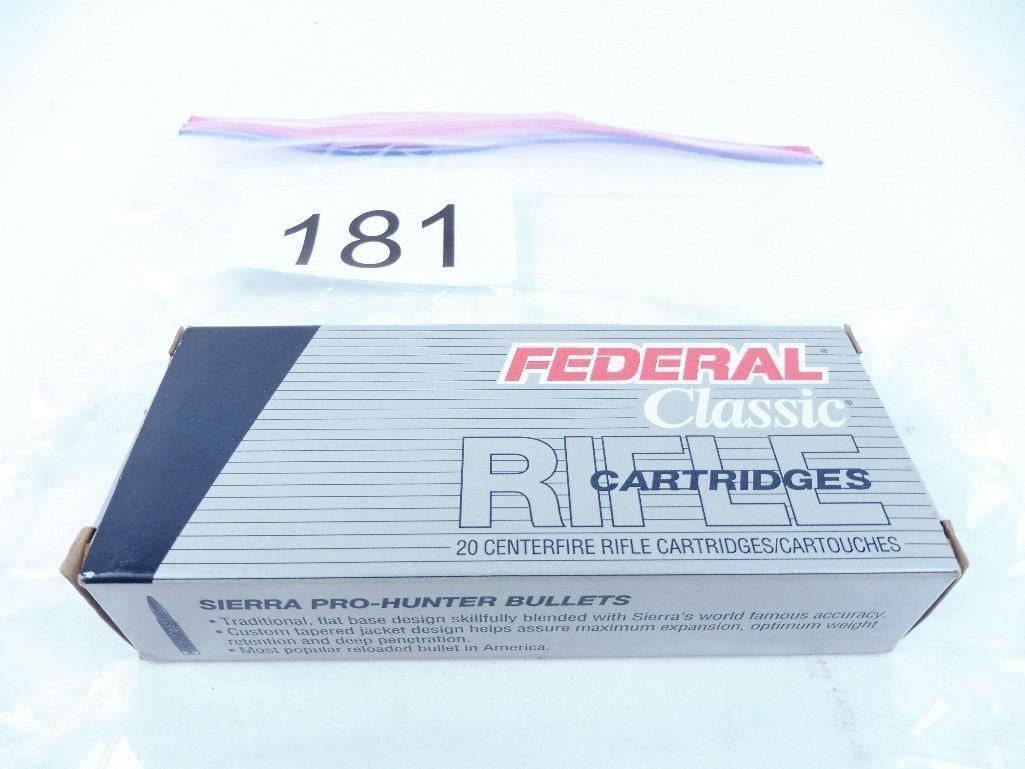 181
FEDERAL®
Classic®
RIFLE
CARTRIDGES
20 CENTERFIRE RIFLE CARTRIDGES/CARTOUCHES
SIERRA PRO-HUNTER BULLETS
• Traditional, flat base design skillfully blended with Sierra's world famous accuracy.
• Custom tapered jacket design helps assure maximum expansion, optimum weight
retention and deep penetration.
• Most popular reloaded bullet in America.